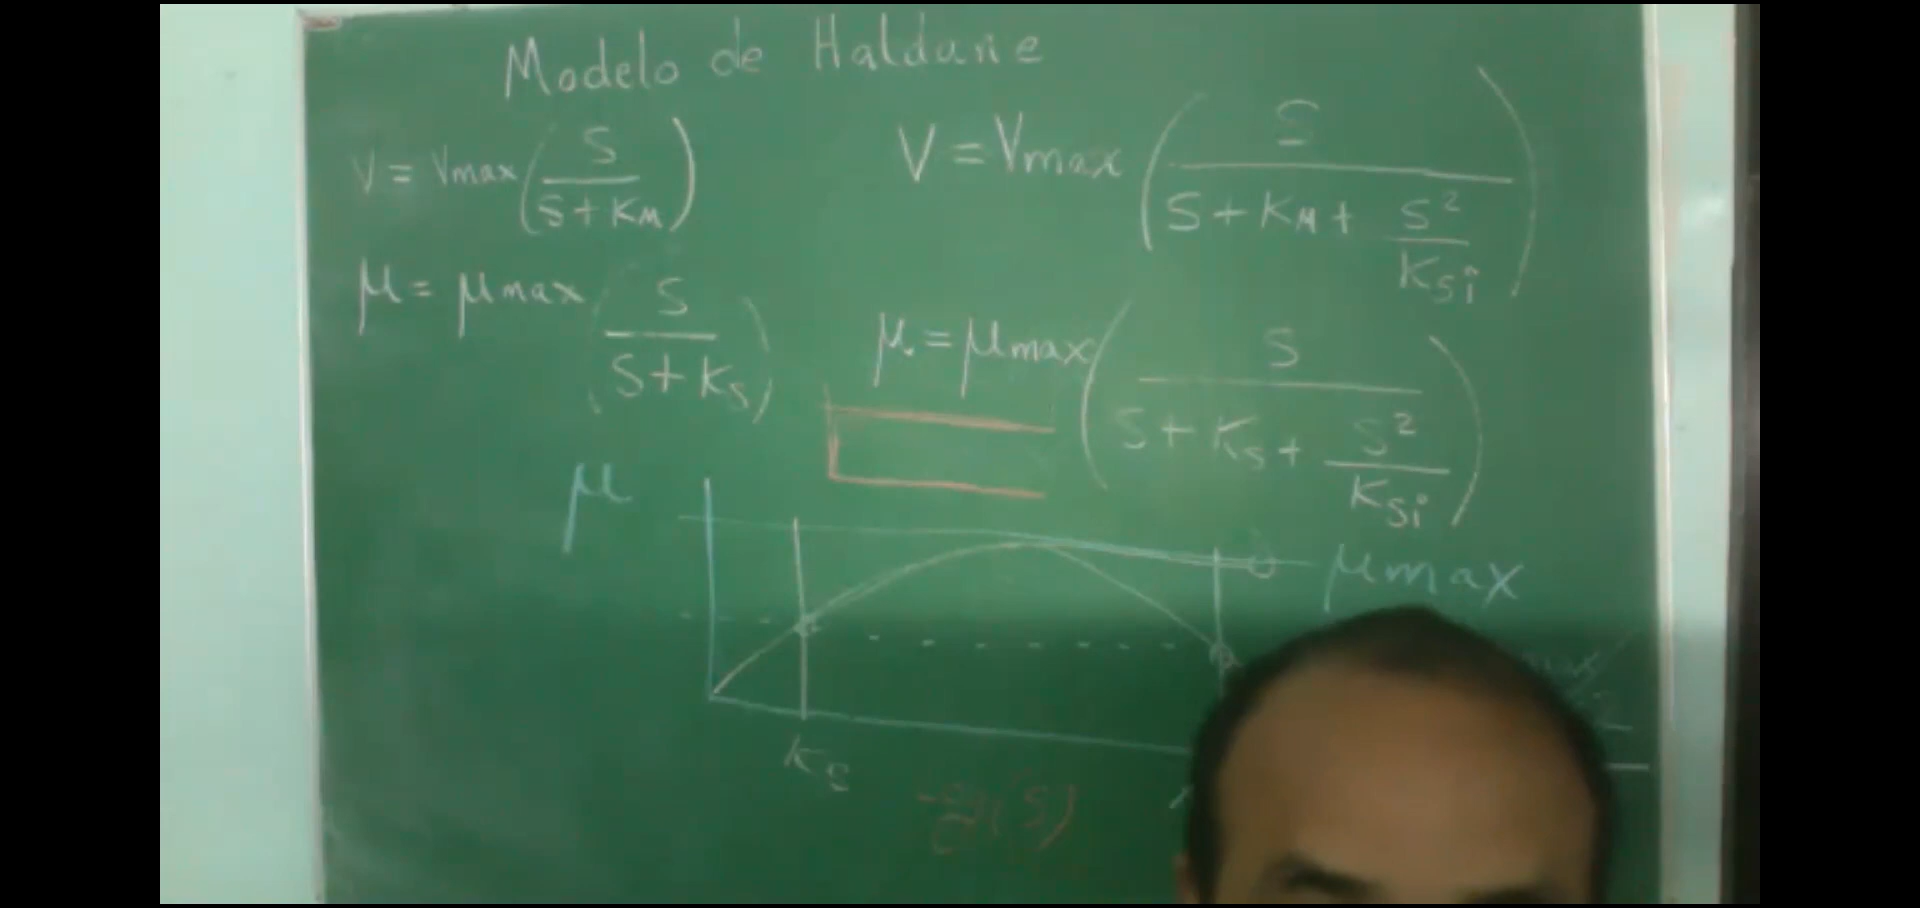 Modelo de Haldane
V = Vmax (S / (S + KM))
V = Vmax (S / (S + KM + S² / Ksi))
μ = μmax (S / (S + Ks))
μ = μmax (S / (S + Ks + S² / Ksi))
μ
μmax
Ks